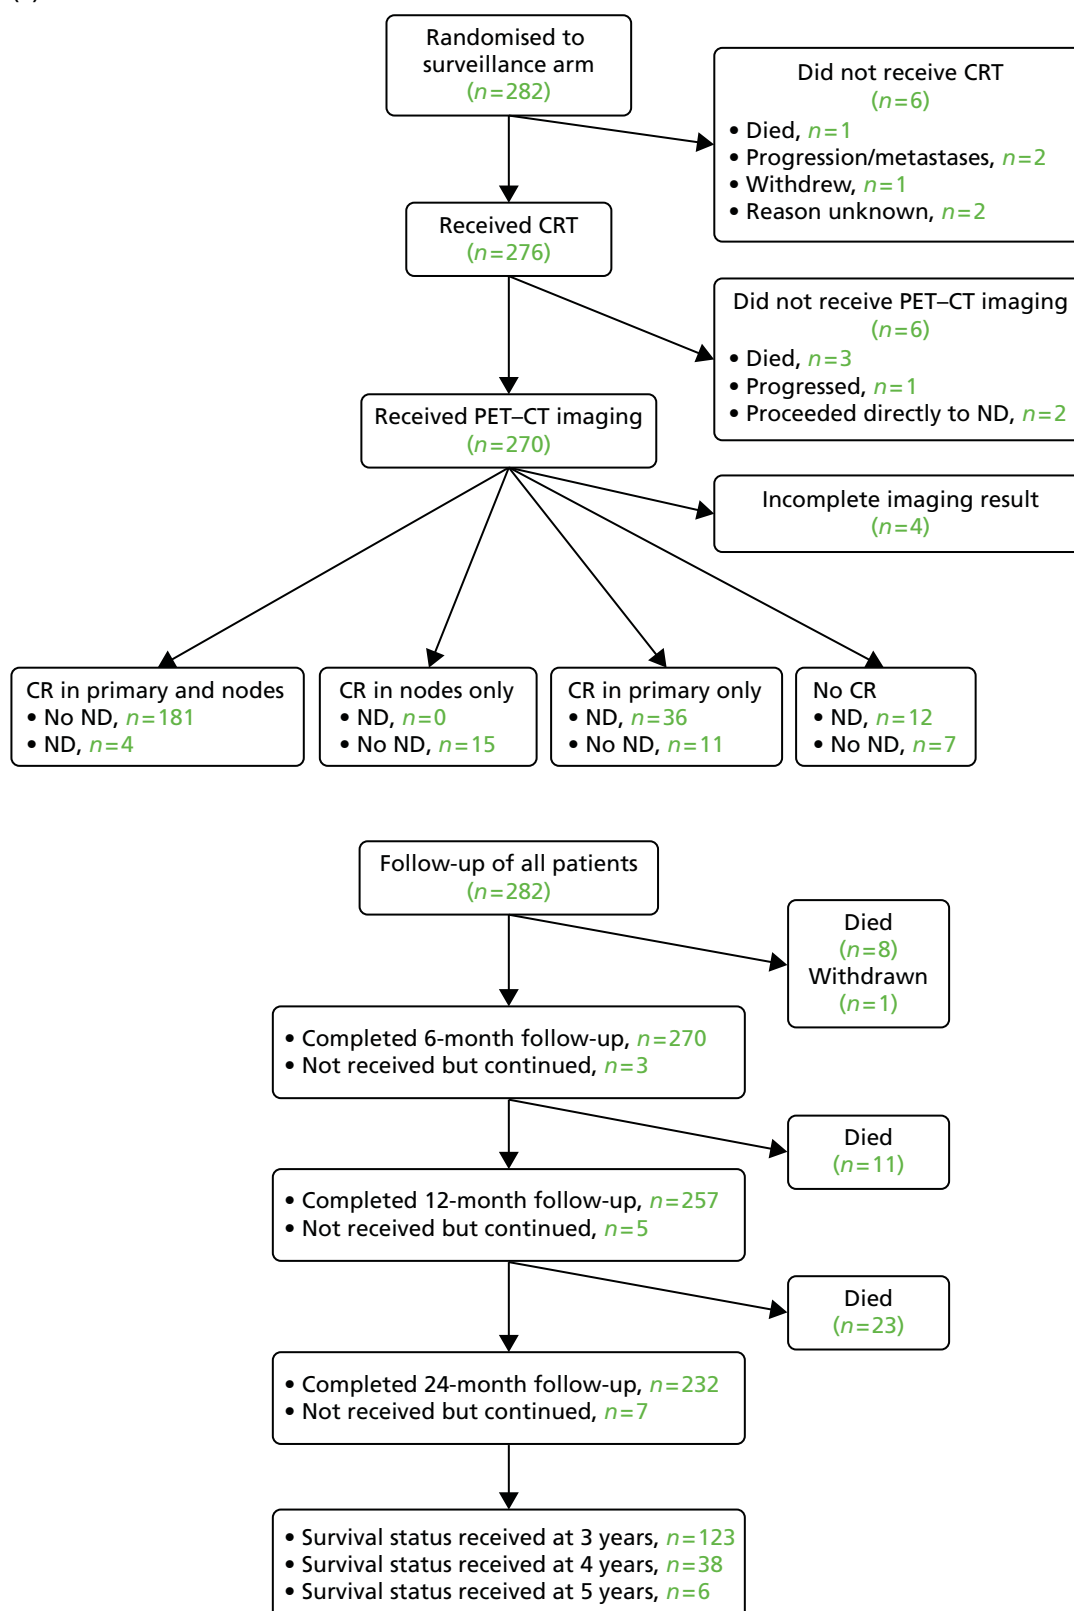 Randomised to
surveillance arm
(n=282)
Did not receive CRT
(n=6)
• Died, n=1
• Progression/metastases, n=2
• Withdrew, n=1
• Reason unknown, n=2
Received CRT
(n=276)
Did not receive PET–CT imaging
(n=6)
• Died, n=3
• Progressed, n=1
• Proceeded directly to ND, n=2
Received PET–CT imaging
(n=270)
Incomplete imaging result
(n=4)
CR in primary and nodes
• No ND, n=181
• ND, n=4
CR in nodes only
• ND, n=0
• No ND, n=15
CR in primary only
• ND, n=36
• No ND, n=11
No CR
• ND, n=12
• No ND, n=7
Follow-up of all patients
(n=282)
Died
(n=8)
Withdrawn
(n=1)
• Completed 6-month follow-up, n=270
• Not received but continued, n=3
Died
(n=11)
• Completed 12-month follow-up, n=257
• Not received but continued, n=5
Died
(n=23)
• Completed 24-month follow-up, n=232
• Not received but continued, n=7
• Survival status received at 3 years, n=123
• Survival status received at 4 years, n=38
• Survival status received at 5 years, n=6